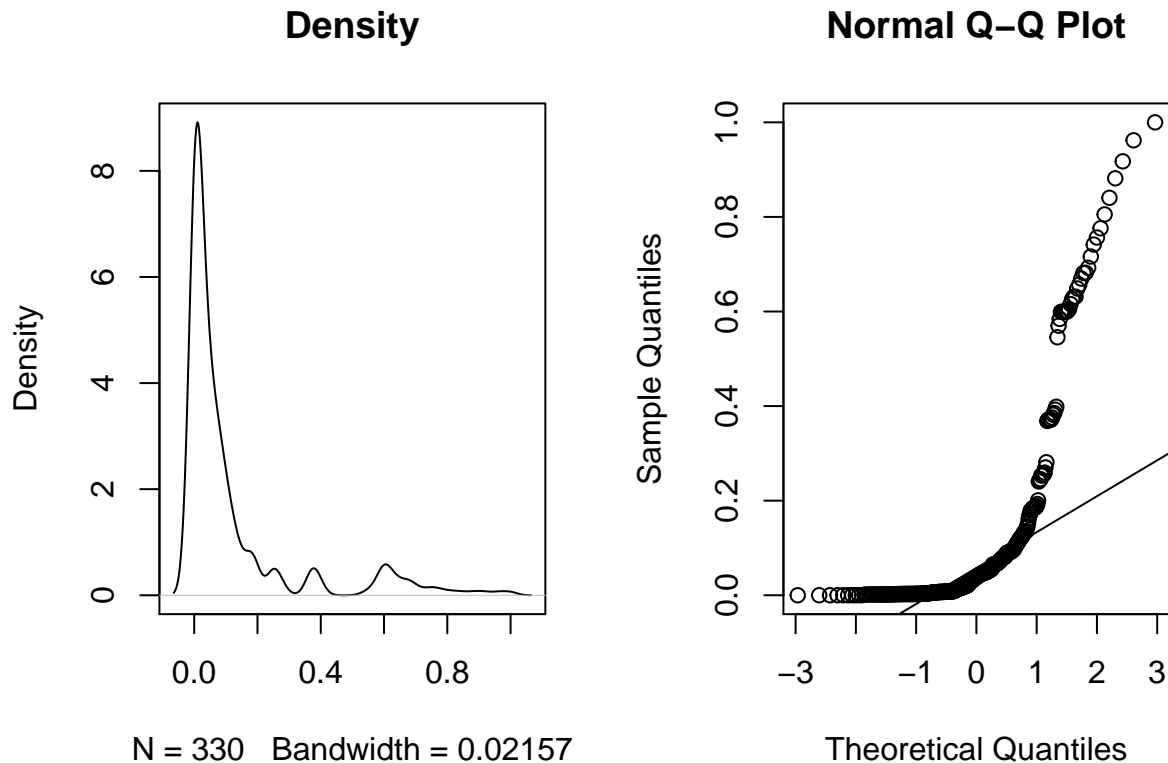 Density
Normal Q−Q Plot
Density
8
6
4
2
0
0.0 0.4 0.8
N = 330 Bandwidth = 0.02157
Sample Quantiles
1.0
0.8
0.6
0.4
0.2
0.0
−3 −1 0 1 2 3
Theoretical Quantiles